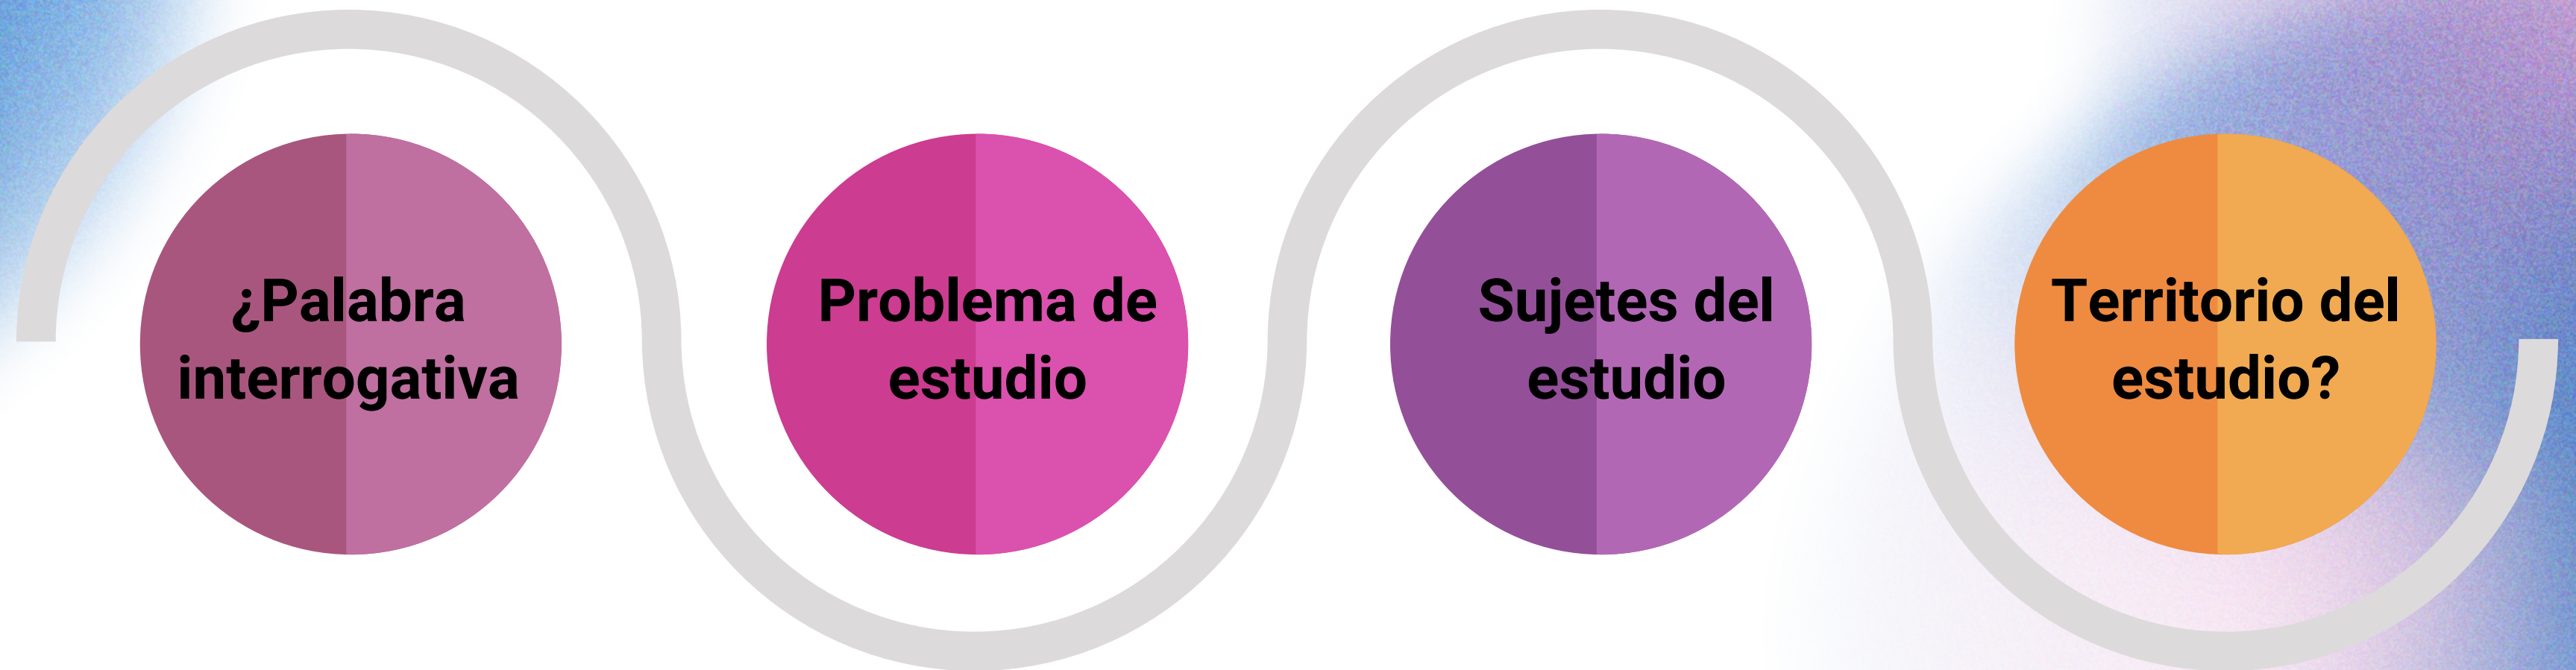 ¿Palabra
interrogativa
Problema de
estudio
Sujetes del
estudio
Territorio del
estudio?